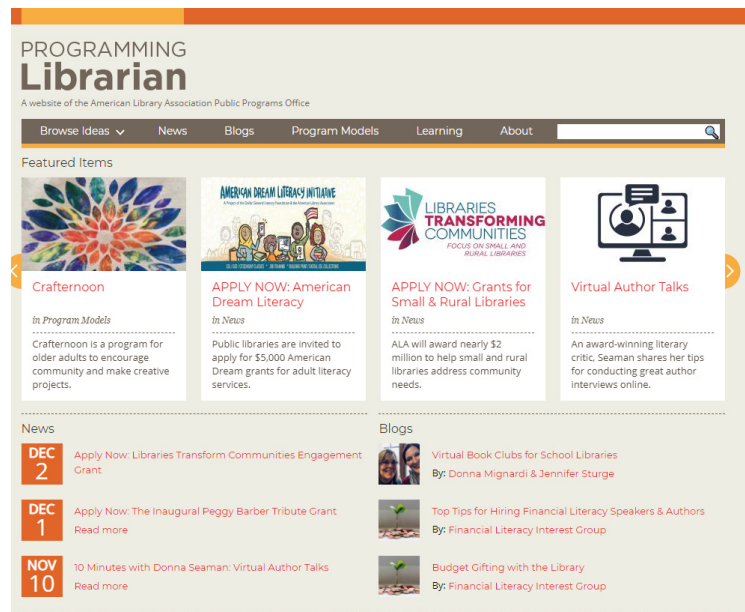 PROGRAMMING
Librarian
A website of the American Library Association Public Programs Office
Browse Ideas News Blogs Program Models Learning About
Featured Items
AMERICAN DREAM LITERACY INITIATIVE
LIBRARIES
TRANSFORMING
COMMUNITIES
FOCUS ON SMALL AND
RURAL LIBRARIES
Crafternoon
in Program Models
Crafternoon is a program for
older adults to encourage
community and make creative
projects.
APPLY NOW: American
Dream Literacy
in News
Public libraries are invited to
apply for $5,000 American
Dream grants for adult literacy
services.
APPLY NOW: Grants for
Small & Rural Libraries
in News
ALA will award nearly $2
million to help small and rural
libraries address community
needs.
Virtual Author Talks
in News
An award-winning literary
critic, Seaman shares her tips
for conducting great author
interviews online.
News
DEC
2
Apply Now: Libraries Transform Communities Engagement
Grant
DEC
1
Apply Now: The Inaugural Peggy Barber Tribute Grant
Read more
NOV
10
10 Minutes with Donna Seaman: Virtual Author Talks
Read more
Blogs
Virtual Book Clubs for School Libraries
By: Donna Mignardi & Jennifer Sturge
Top Tips for Hiring Financial Literacy Speakers & Authors
By: Financial Literacy Interest Group
Budget Gifting with the Library
By: Financial Literacy Interest Group